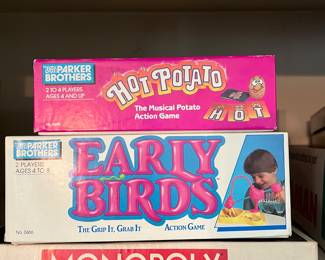 PARKER
BROTHERS
2 TO 4 PLAYERS
AGES 4 AND UP
HOT POTATO
The Musical Potato
Action Game
HOT
PARKER
BROTHERS
2 PLAYERS
AGES 4 TO 8
EARLY
BIRDS
THE GRIP IT, GRAB IT ACTION GAME
MONOPOLY